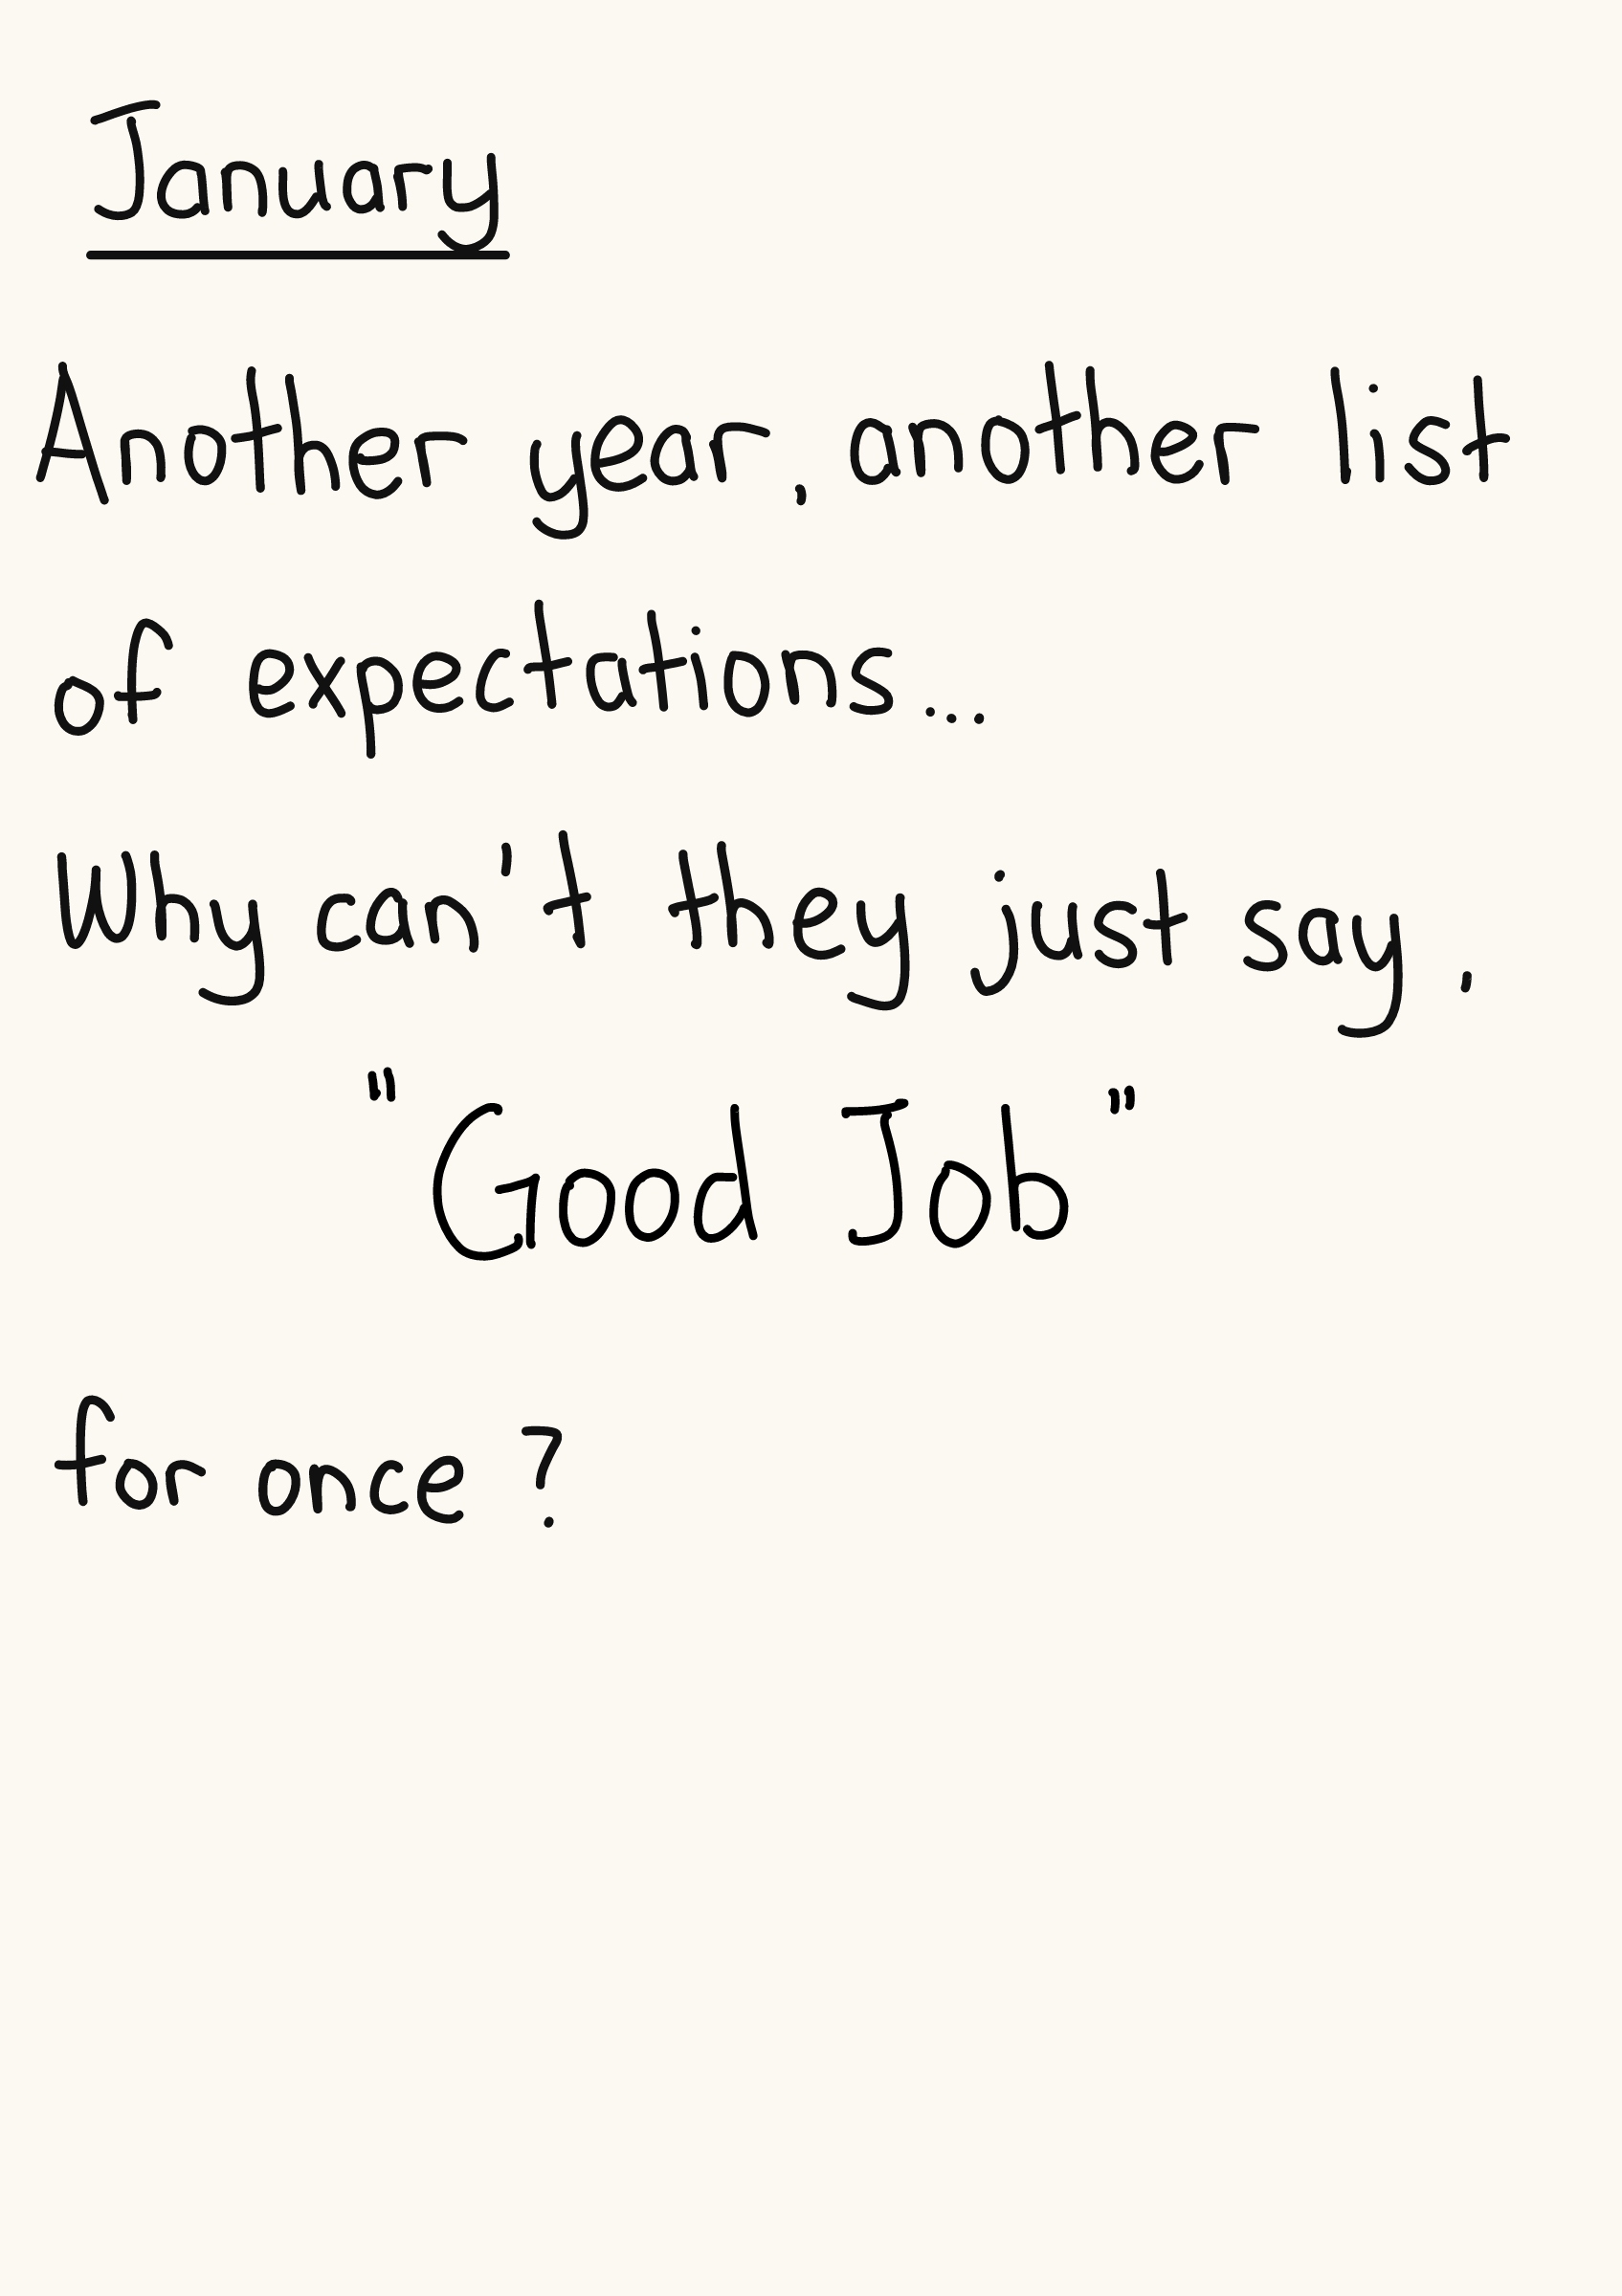 January
Another year, another list
of expectations...
Why can't they just say,
"Good Job"
for once?